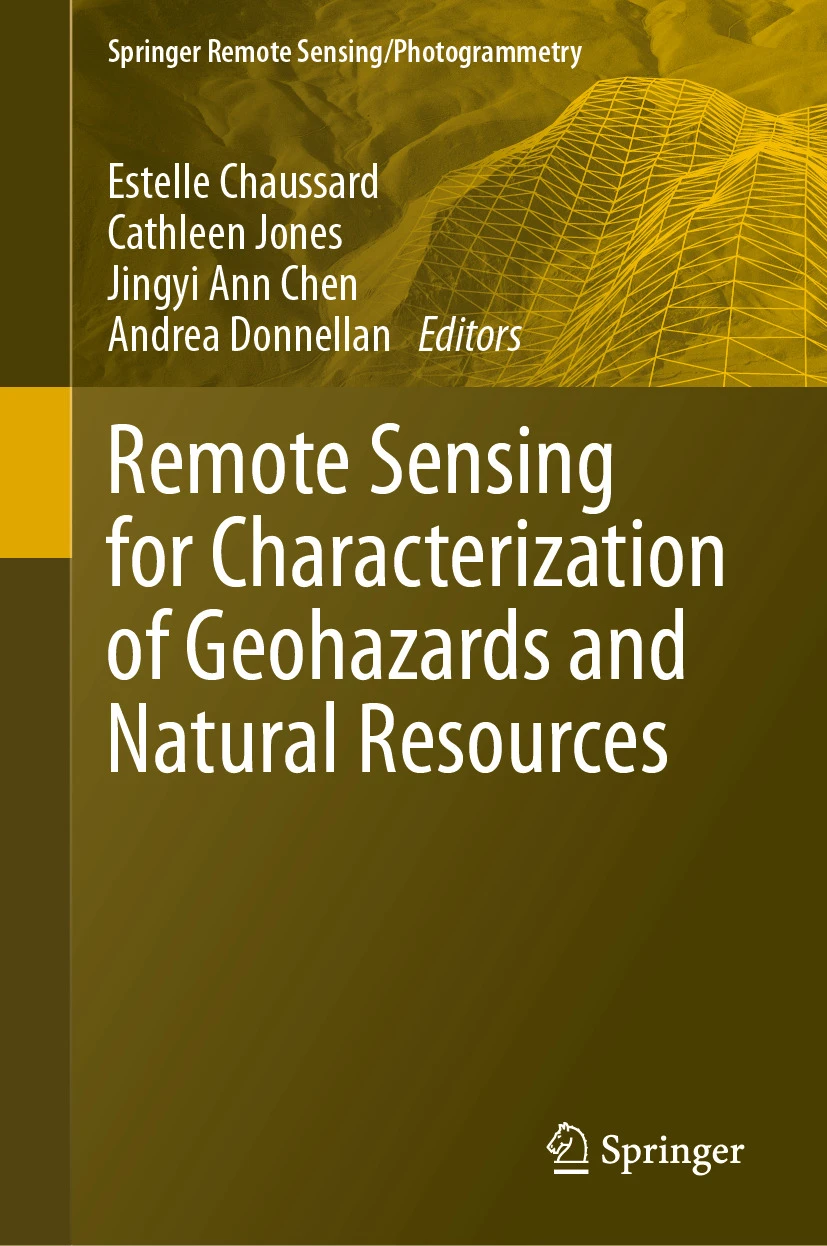 Springer Remote Sensing/Photogrammetry
Estelle Chaussard
Cathleen Jones
Jingyi Ann Chen
Andrea Donnellan Editors
Remote Sensing
for Characterization
of Geohazards and
Natural Resources
Springer